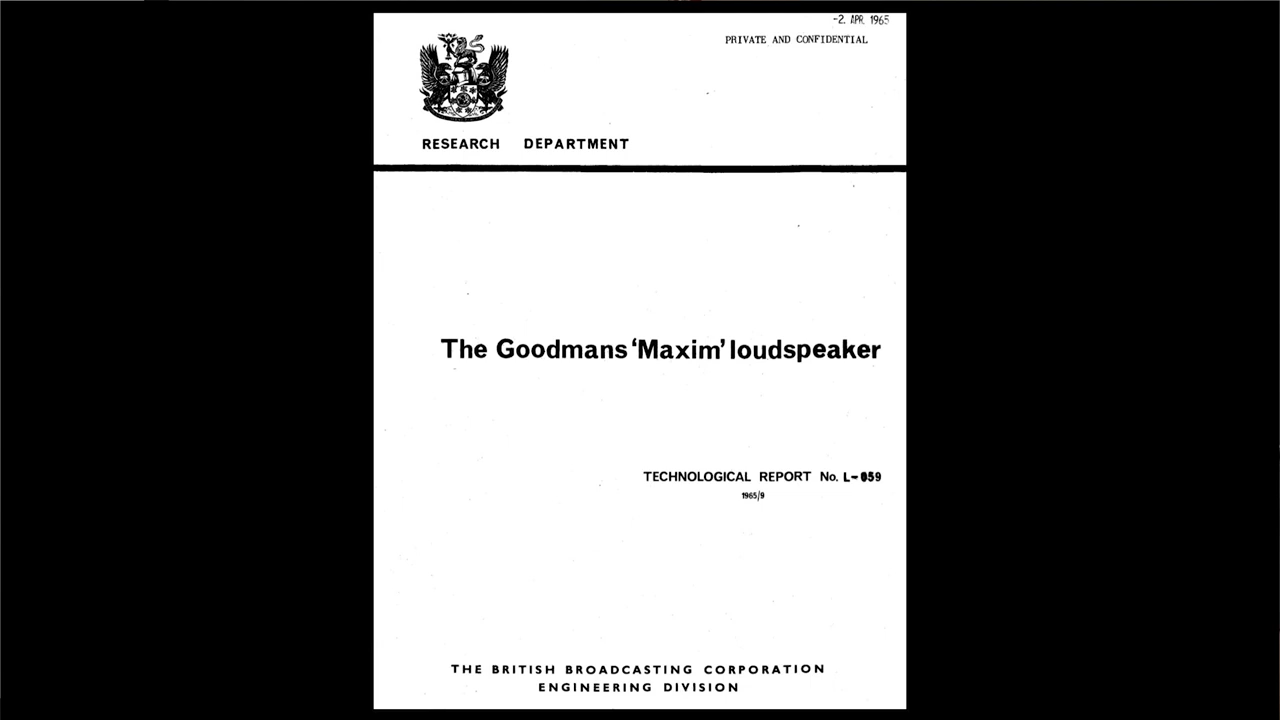 -2. APR. 1965
PRIVATE AND CONFIDENTIAL
RESEARCH DEPARTMENT
The Goodmans ‘Maxim’ loudspeaker
TECHNOLOGICAL REPORT No. L-059
1965/9
THE BRITISH BROADCASTING CORPORATION
ENGINEERING DIVISION